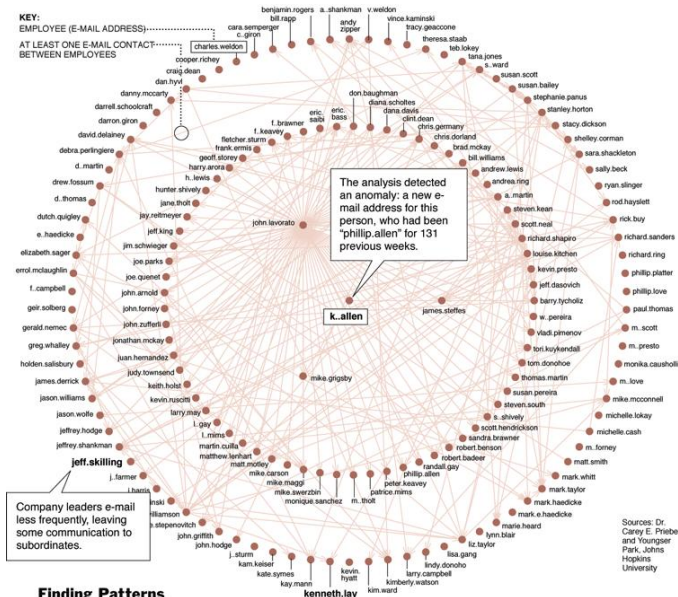 KEY:
EMPLOYEE (E-MAIL ADDRESS)
AT LEAST ONE E-MAIL CONTACT
BETWEEN EMPLOYEES
charles.weldon
c..giron
cara.semperger
bill.rapp
benjamin.rogers
a..shankman
andy
zipper
v.weldon
vince.kaminski
tracy.geaccone
theresa.staab
teb.lokey
tana.jones
s..ward
susan.scott
susan.bailey
stephanie.panus
stanley.horton
stacy.dickson
shelley.corman
sara.shackleton
sally.beck
ryan.slinger
rod.hayslett
rick.buy
richard.sanders
richard.ring
phillip.platter
phillip.love
paul.thomas
m..scott
m..presto
monika.causholli
m..love
mike.mcconnell
michelle.lokay
michelle.cash
m..forney
matt.smith
mark.whitt
mark.taylor
mark.haedicke
mark.e.haedicke
marie.heard
lynn.blair
liz.taylor
lisa.gang
lindy.donoho
larry.campbell
kimberly.watson
kim.ward
kevin.
hyatt
kenneth.lay
kay.mann
kate.symes
kam.keiser
j..sturm
john.hodge
john.griffith
e.stepenovitch
williamson
inski
j.harris
j..farmer
jeff.skilling
jeffrey.shankman
jeffrey.hodge
jason.wolfe
jason.williams
james.derrick
holden.salisbury
greg.whalley
gerald.nemec
geir.solberg
f..campbell
errol.mclaughlin
elizabeth.sager
e..haedicke
dutch.quigley
d..thomas
drew.fossum
d..martin
debra.perlingiere
david.delainey
darron.giron
darrell.schoolcraft
danny.mccarty
dan.hyvl
craig.dean
cooper.richey
don.baughman
diana.scholtes
dana.davis
clint.dean
chris.germany
chris.dorland
brad.mckay
bill.williams
andrew.lewis
andrea.ring
a..martin
steven.kean
scott.neal
richard.shapiro
louise.kitchen
kevin.presto
jeff.dasovich
barry.tycholiz
w..pereira
vladi.pimenov
tori.kuykendall
tom.donohoe
thomas.martin
susan.pereira
steven.south
s..shively
scott.hendrickson
sandra.brawner
robert.benson
robert.badeer
randall.gay
phillip.allen
peter.keavey
patrice.mims
m..tholt
monique.sanchez
mike.swerzbin
mike.maggi
mike.carson
matt.motley
matthew.lenhart
martin.cuilla
l..mims
l..gay
larry.may
kevin.ruscitti
keith.holst
judy.townsend
juan.hernandez
jonathan.mckay
john.zufferli
john.forney
john.arnold
joe.quenet
joe.parks
jim.schwieger
jeff.king
jay.reitmeyer
jane.tholt
hunter.shively
h..lewis
harry.arora
geoff.storey
frank.ermis
fletcher.sturm
f..keavey
f..brawner
eric.
saibi
eric.
bass
john.lavorato
The analysis detected
an anomaly: a new e-
mail address for this
person, who had been
"phillip.allen" for 131
previous weeks.
k..allen
james.steffes
mike.grigsby
Company leaders e-mail
less frequently, leaving
some communication to
subordinates.
Sources: Dr.
Carey E. Priebe
and Youngser
Park, Johns
Hopkins
University
Finding Patterns